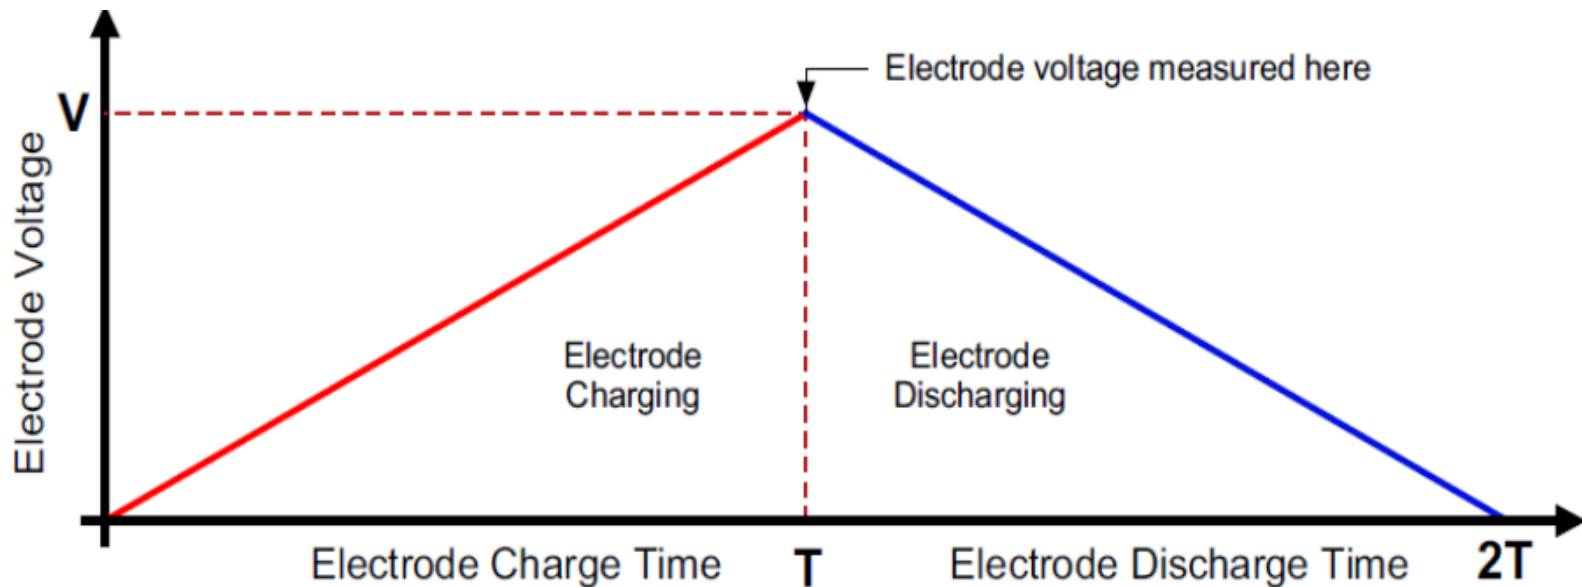 Electrode voltage measured here
V
Electrode Voltage
Electrode
Charging
Electrode
Discharging
Electrode Charge Time
T
Electrode Discharge Time
2T